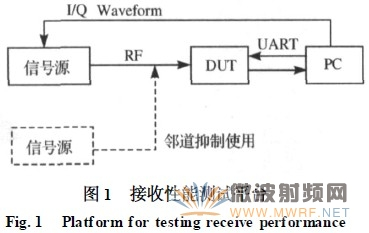 I/Q Waveform
信号源
RF
DUT
UART
PC
信号源
邻道抑制使用
图1 接收性能测试
微波射频网
WWW.MWRF.NET
Fig. 1 Platform for testing receive performance